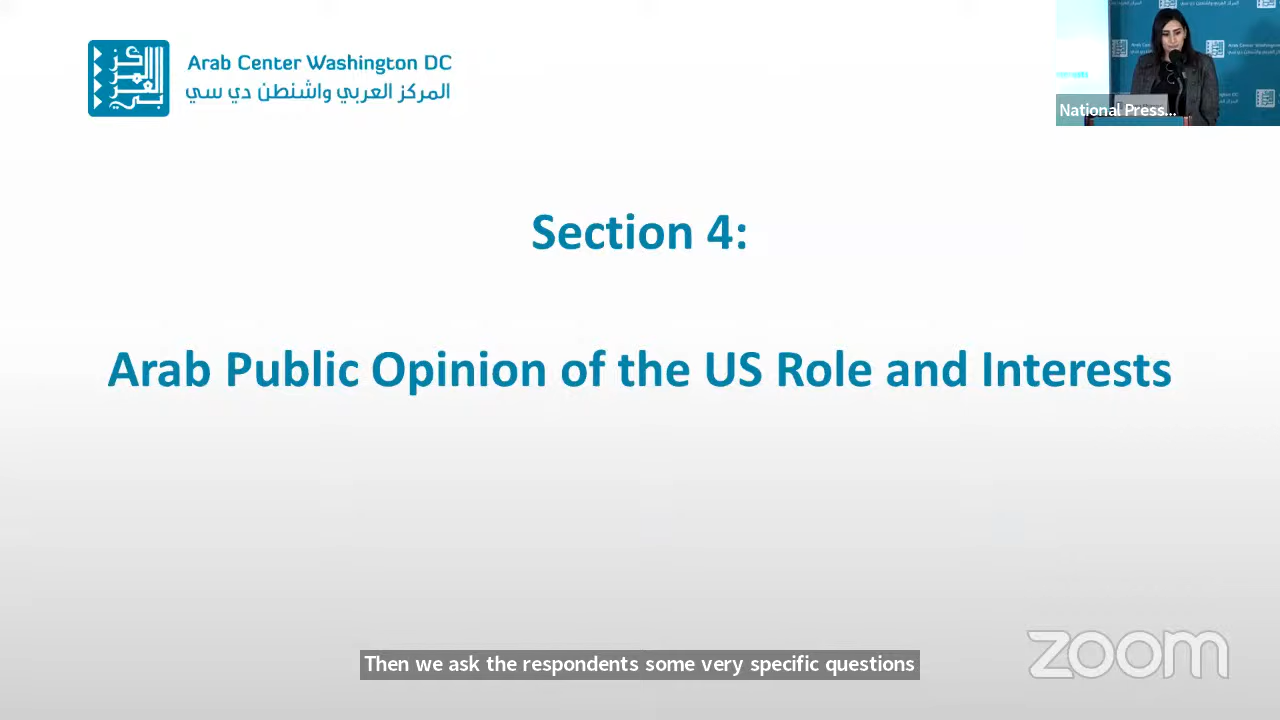 Arab Center Washington DC
المركز العربي واشنطن دي سي
National Press...
Section 4:
Arab Public Opinion of the US Role and Interests
Then we ask the respondents some very specific questions
zoom